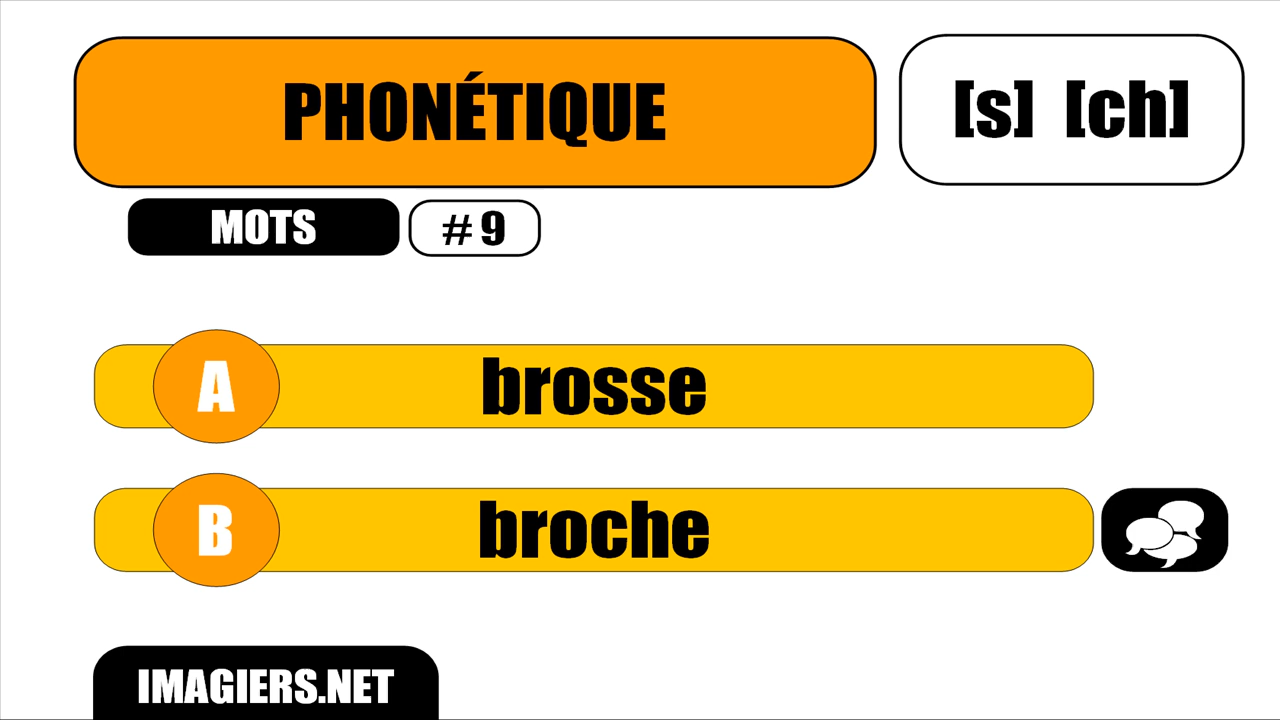 PHONÉTIQUE
[s] [ch]
MOTS
# 9
A
brosse
B
broche
IMAGIERS.NET